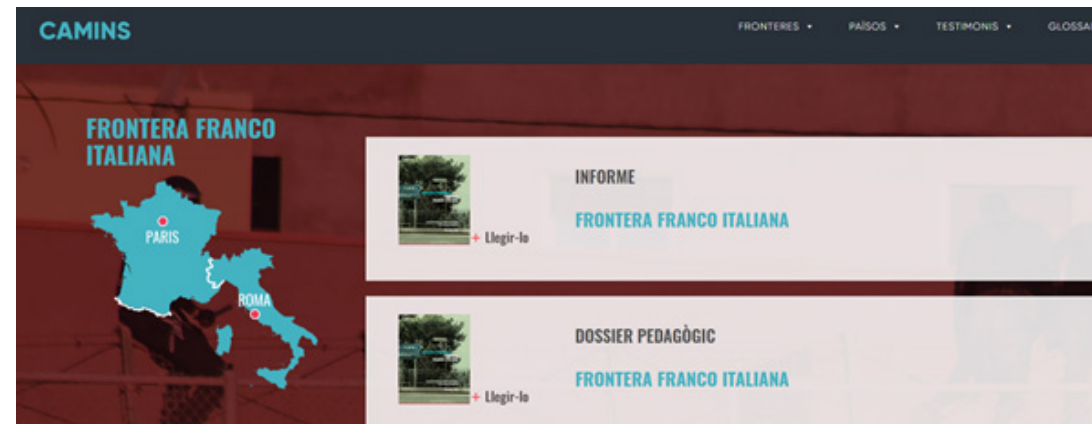 CAMINS
FRONTERES
PAÏSOS
TESTIMONIS
GLOSSA
FRONTERA FRANCO
ITALIANA
PARIS
ROMA
INFORME
FRONTERA FRANCO ITALIANA
+ Llegir-lo
DOSSIER PEDAGÒGIC
FRONTERA FRANCO ITALIANA
+ Llegir-lo